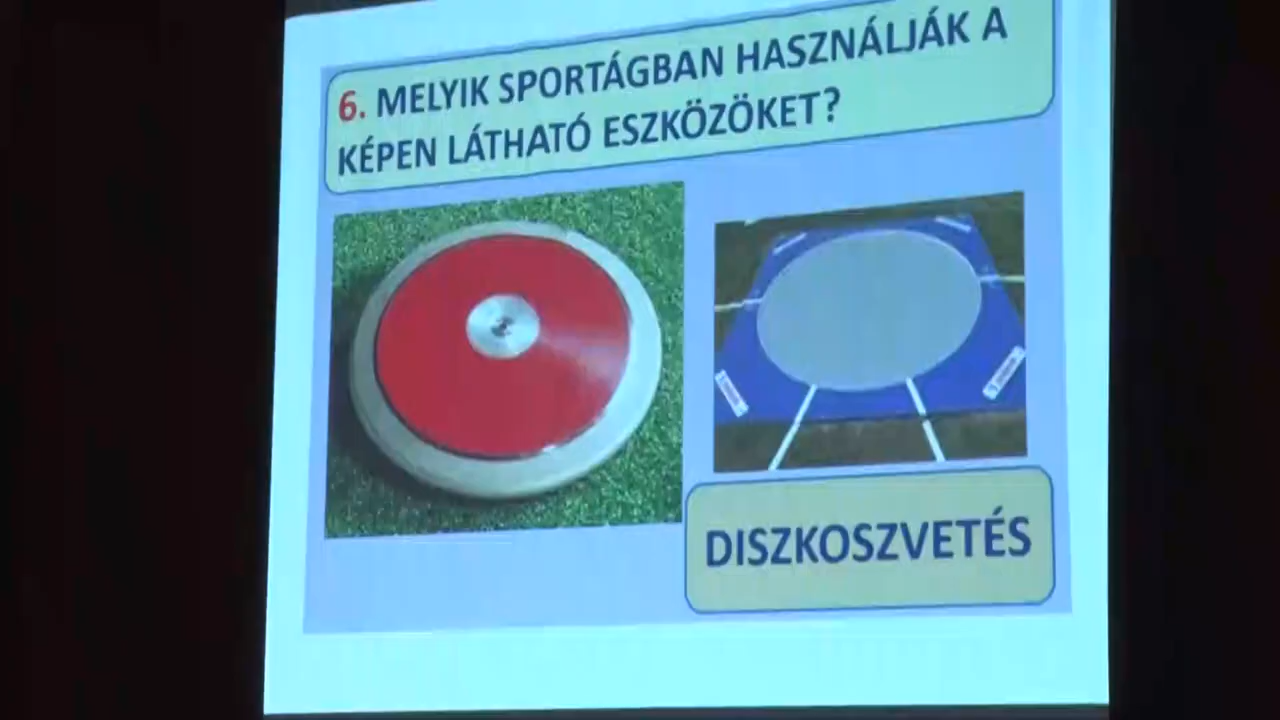 6. MELYIK SPORTÁGBAN HASZNÁLJÁK A
KÉPEN LÁTHATÓ ESZKÖZÖKET?
DISZKOSZVETÉS